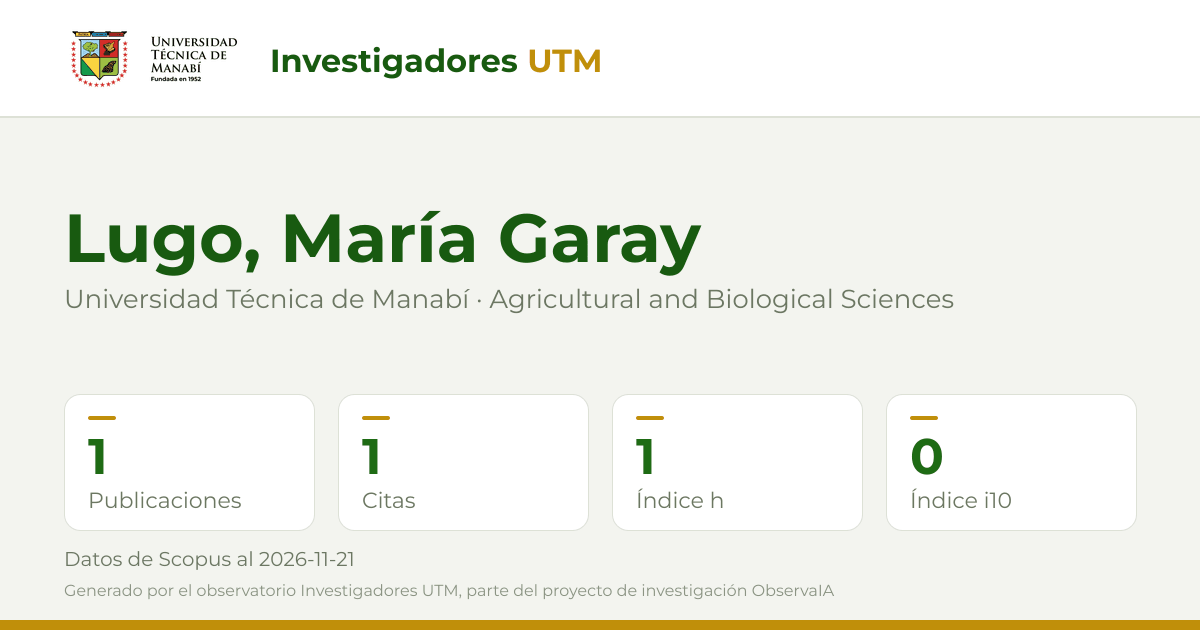 UNIVERSIDAD
TÉCNICA DE
MANABÍ
Fundada en 1952
Investigadores UTM
Lugo, María Garay
Universidad Técnica de Manabí · Agricultural and Biological Sciences
1
Publicaciones
1
Citas
1
Índice h
0
Índice i10
Datos de Scopus al 2026-11-21
Generado por el observatorio Investigadores UTM, parte del proyecto de investigación ObservaIA